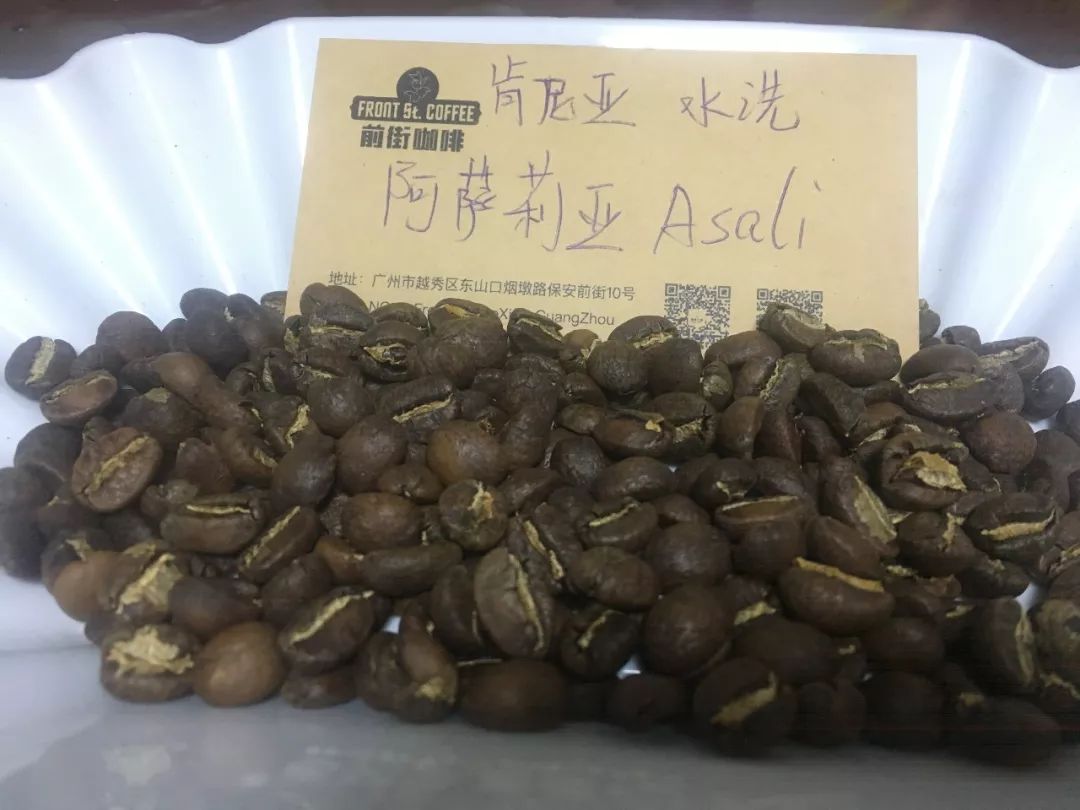 FRONT St. COFFEE
前街咖啡
肯尼亚 水洗
阿萨莉亚 Asali
地址：广州市越秀区东山口烟墩路保安前街10号
GuangZhou